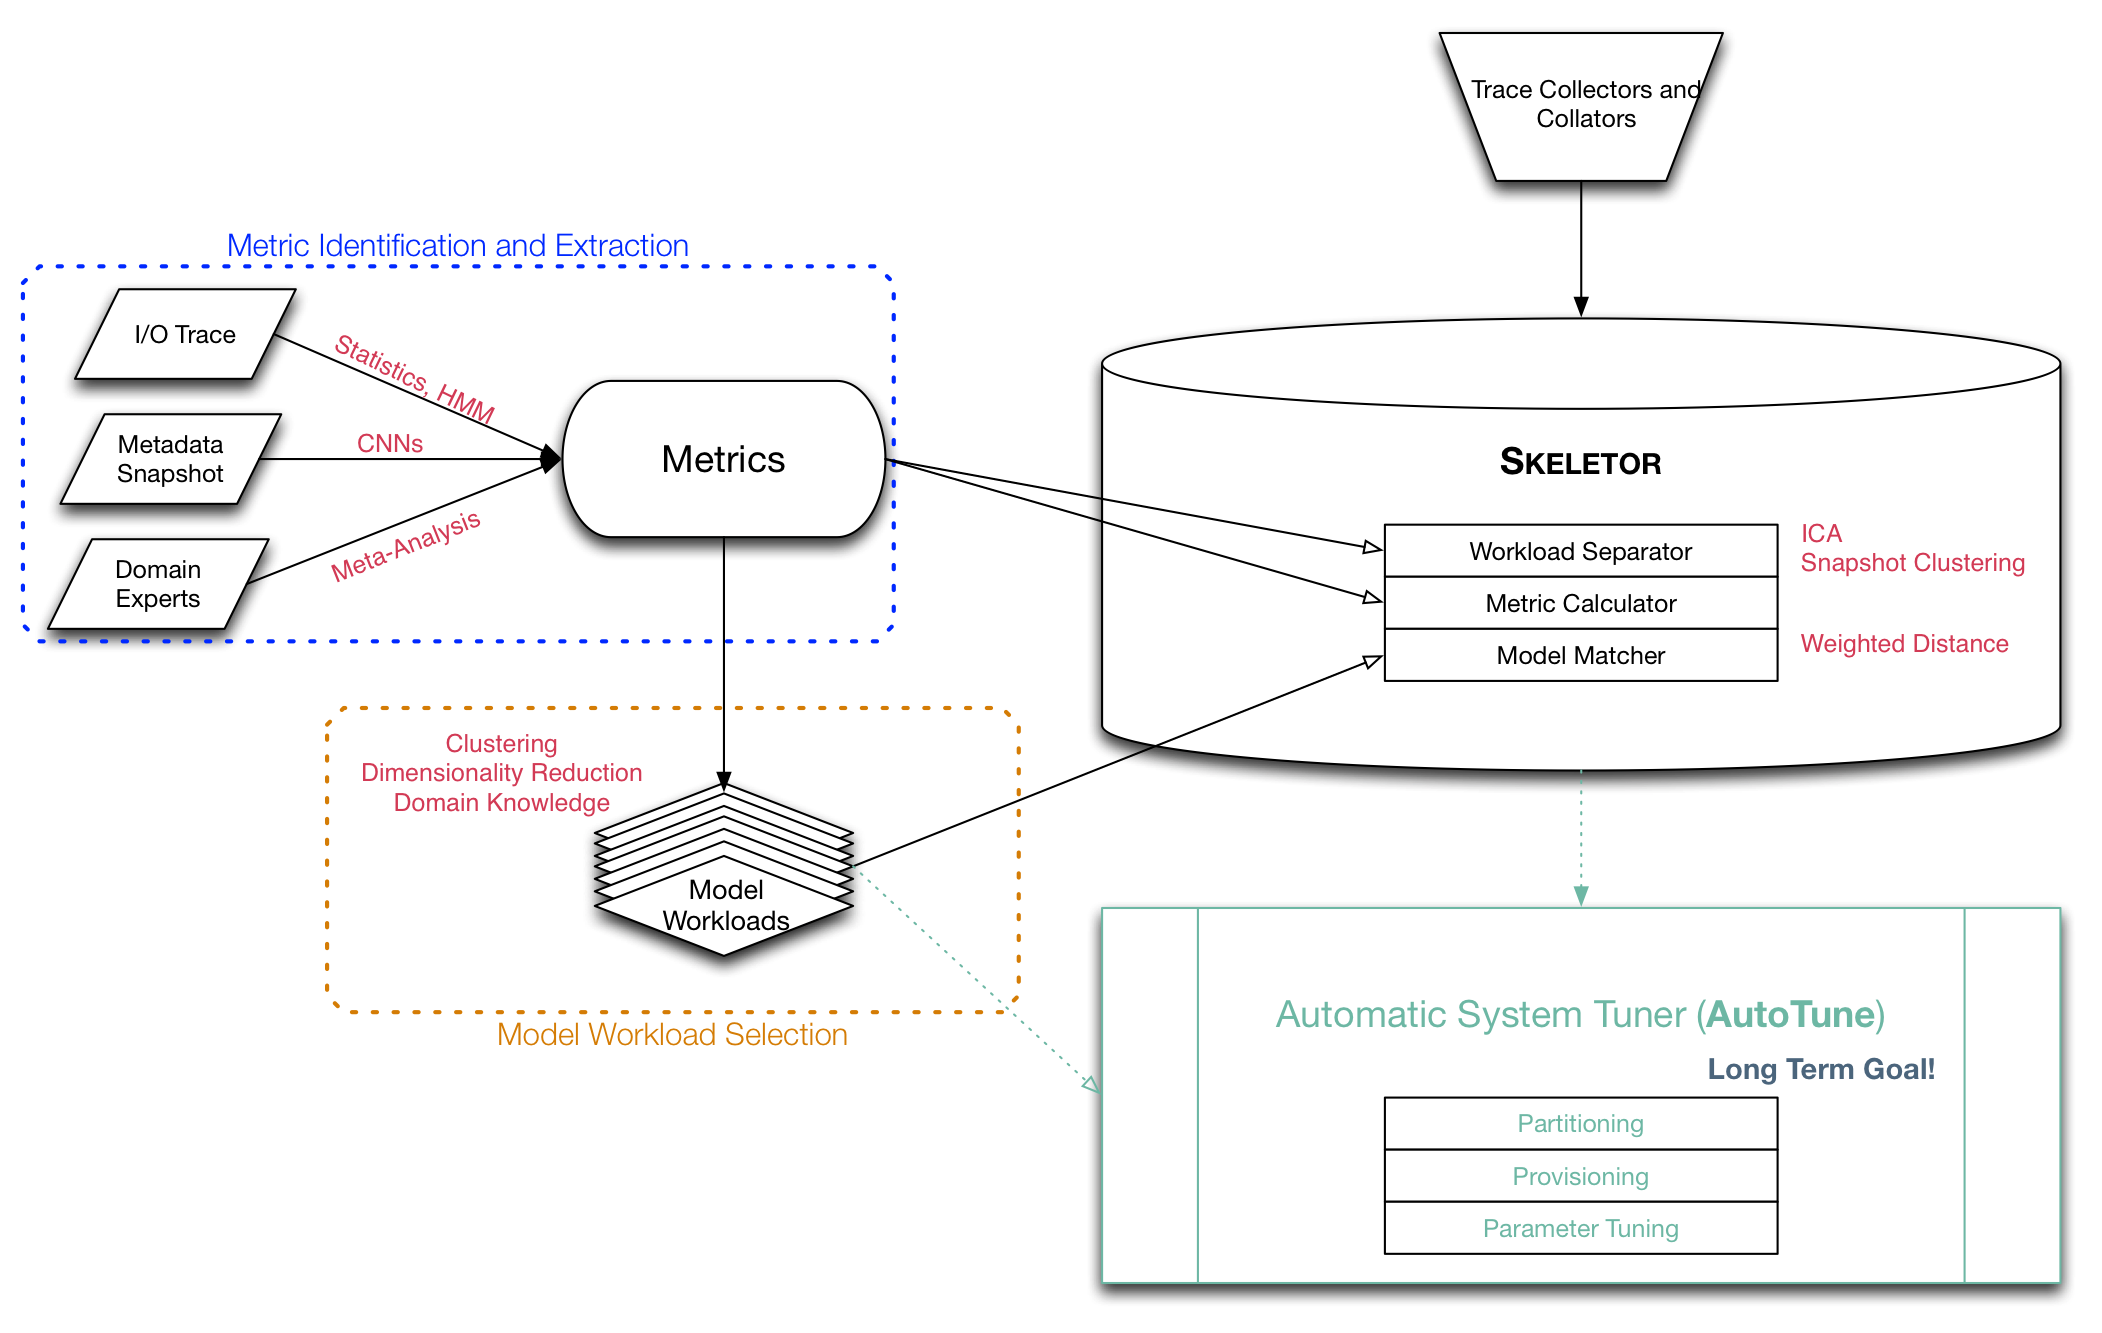 Trace Collectors and
Collators
Metric Identification and Extraction
I/O Trace
Statistics, HMM
Metadata
Snapshot
CNNs
Domain
Experts
Meta-Analysis
Metrics
SKELETOR
Workload Separator
Metric Calculator
Model Matcher
ICA
Snapshot Clustering
Weighted Distance
Clustering
Dimensionality Reduction
Domain Knowledge
Model
Workloads
Model Workload Selection
Automatic System Tuner (AutoTune)
Long Term Goal!
Partitioning
Provisioning
Parameter Tuning